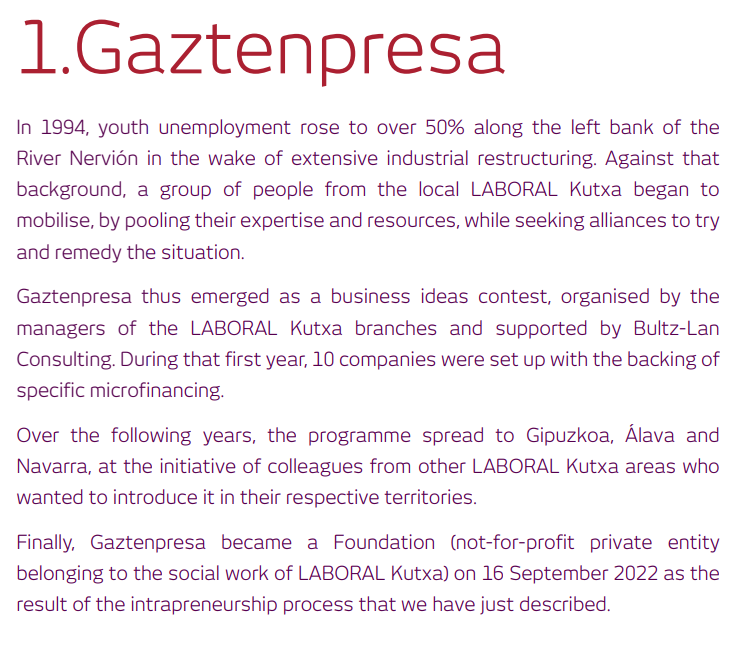 1.Gaztenpresa
In 1994, youth unemployment rose to over 50% along the left bank of the
River Nervión in the wake of extensive industrial restructuring. Against that
background, a group of people from the local LABORAL Kutxa began to
mobilise, by pooling their expertise and resources, while seeking alliances to try
and remedy the situation.
Gaztenpresa thus emerged as a business ideas contest, organised by the
managers of the LABORAL Kutxa branches and supported by Bultz-Lan
Consulting. During that first year, 10 companies were set up with the backing of
specific microfinancing.
Over the following years, the programme spread to Gipuzkoa, Álava and
Navarra, at the initiative of colleagues from other LABORAL Kutxa areas who
wanted to introduce it in their respective territories.
Finally, Gaztenpresa became a Foundation (not-for-profit private entity
belonging to the social work of LABORAL Kutxa) on 16 September 2022 as the
result of the intrapreneurship process that we have just described.